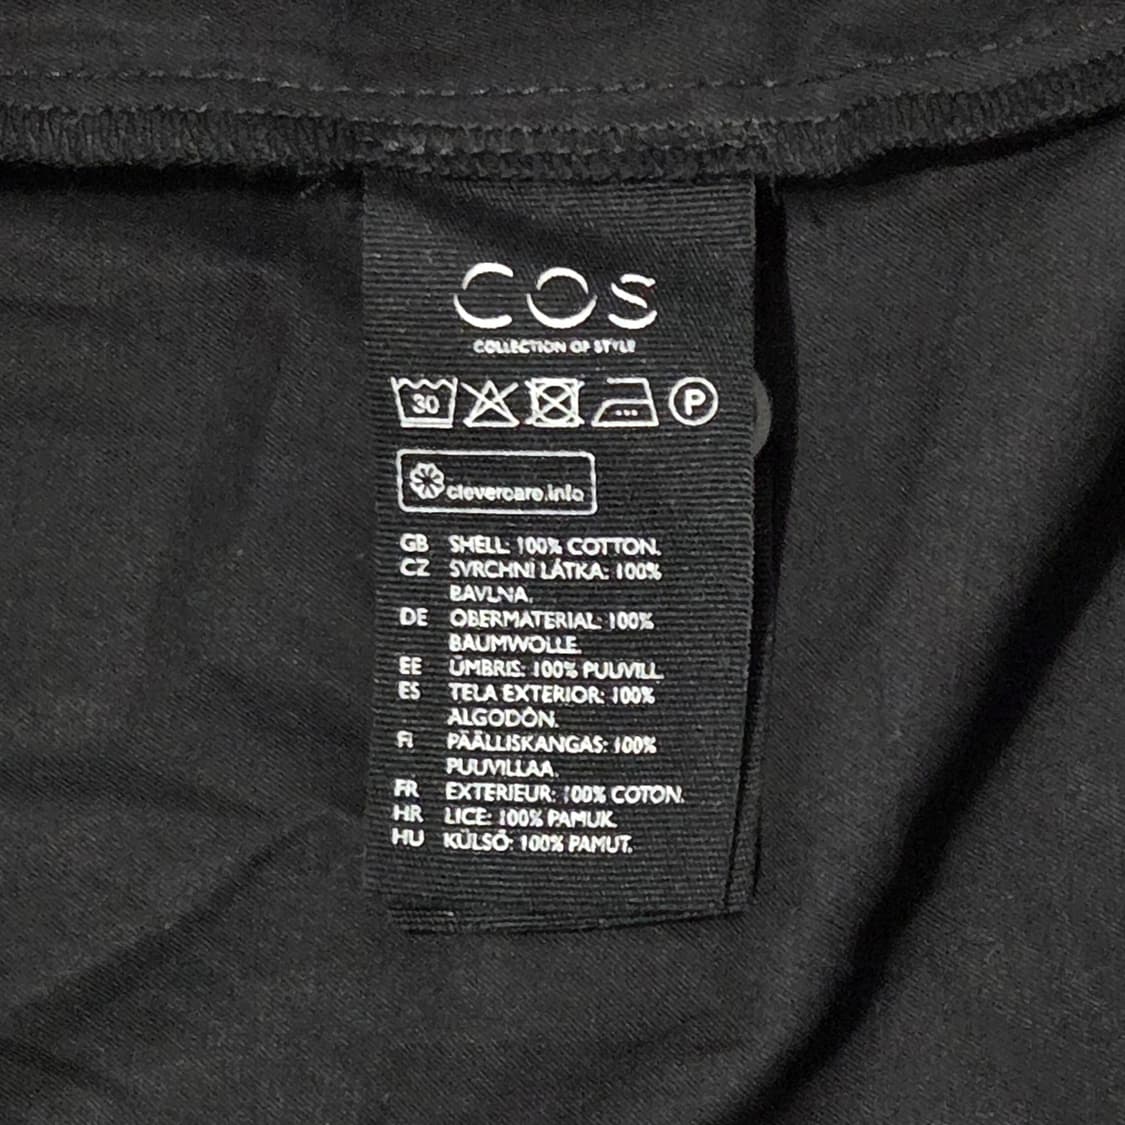 COS
COLLECTION OF STYLE
30 P
clevercare.info
GB SHELL: 100% COTTON.
CZ SVRCHNÍ LÁTKA: 100%
BAVLNA.
DE OBERMATERIAL: 100%
BAUMWOLLE.
EE ÜMBRIS: 100% PUUVILL.
ES TELA EXTERIOR: 100%
ALGODÓN.
FI PÄÄLLISKANGAS: 100%
PUUVILLAA.
FR EXTERIEUR: 100% COTON.
HR LICE: 100% PAMUK.
HU KÜLSŐ: 100% PAMUT.